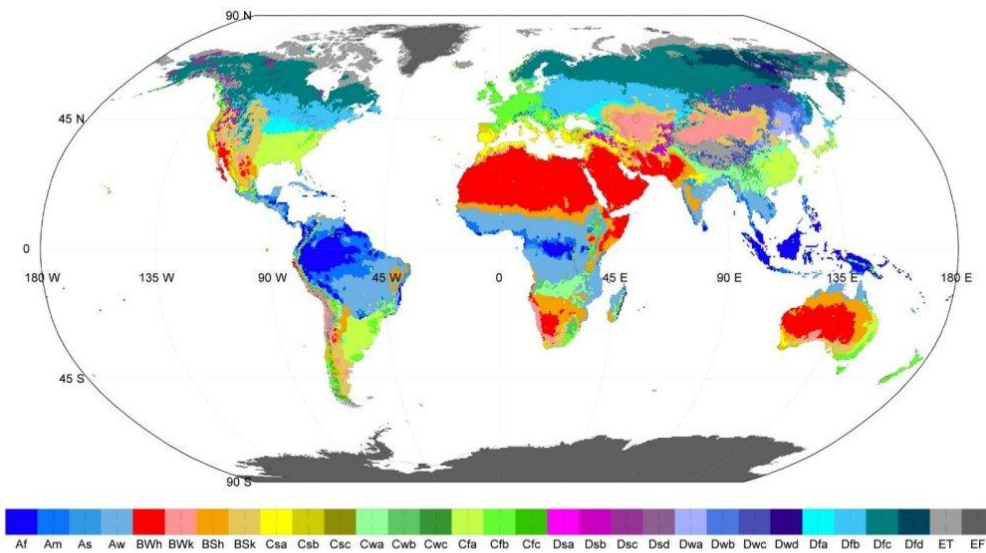 90 N
45 N
0
180 W 135 W 90 W 45 W 0 45 E 90 E 135 E 180 E
45 S
90 S
Af Am As Aw BWh BWk BSh BSk Csa Csb Csc Cwa Cwb Cwc Cfa Cfb Cfc Dsa Dsb Dsc Dsd Dwa Dwb Dwc Dwd Dfa Dfb Dfc Dfd ET EF